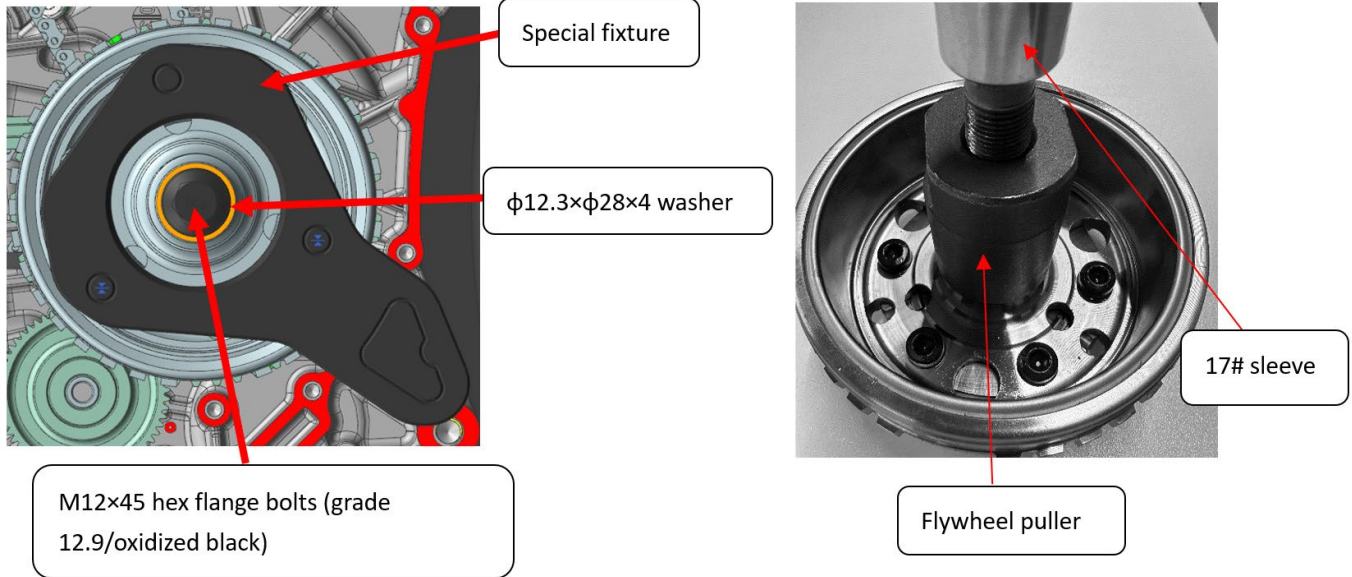 Special fixture
φ12.3×φ28×4 washer
M12×45 hex flange bolts (grade
12.9/oxidized black)
17# sleeve
Flywheel puller